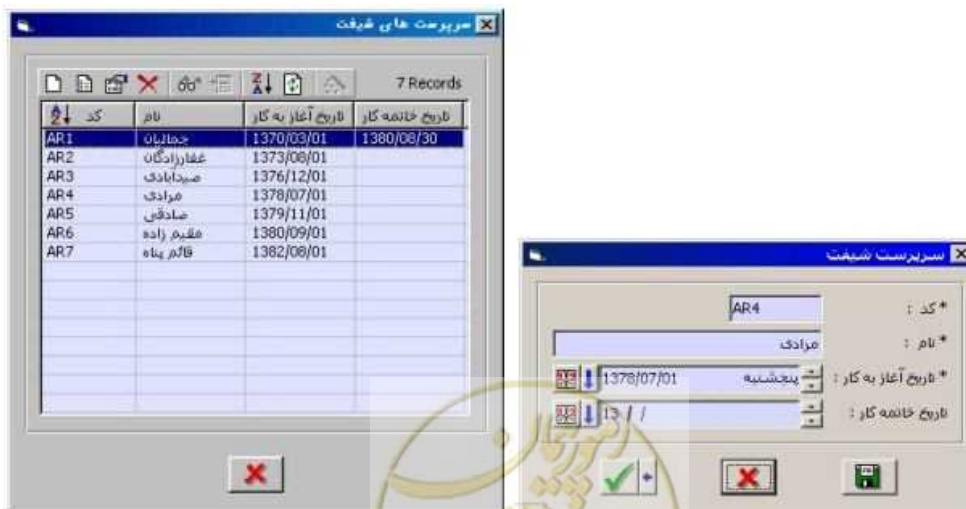 سرپرست های شیفت
7 Records
کد نام تاریخ آغاز به کار تاریخ خاتمه کار
AR1 جمالیان 1370/03/01 1380/08/30
AR2 غفارزادگان 1373/08/01
AR3 صیدآبادی 1376/12/01
AR4 مرادی 1378/07/01
AR5 صادقی 1379/11/01
AR6 مقیم زاده 1380/09/01
AR7 قائم پناه 1382/08/01
سرپرست شیفت
* کد : AR4
* نام : مرادی
* تاریخ آغاز به کار : پنجشنبه 1378/07/01
تاریخ خاتمه کار : 13 / /